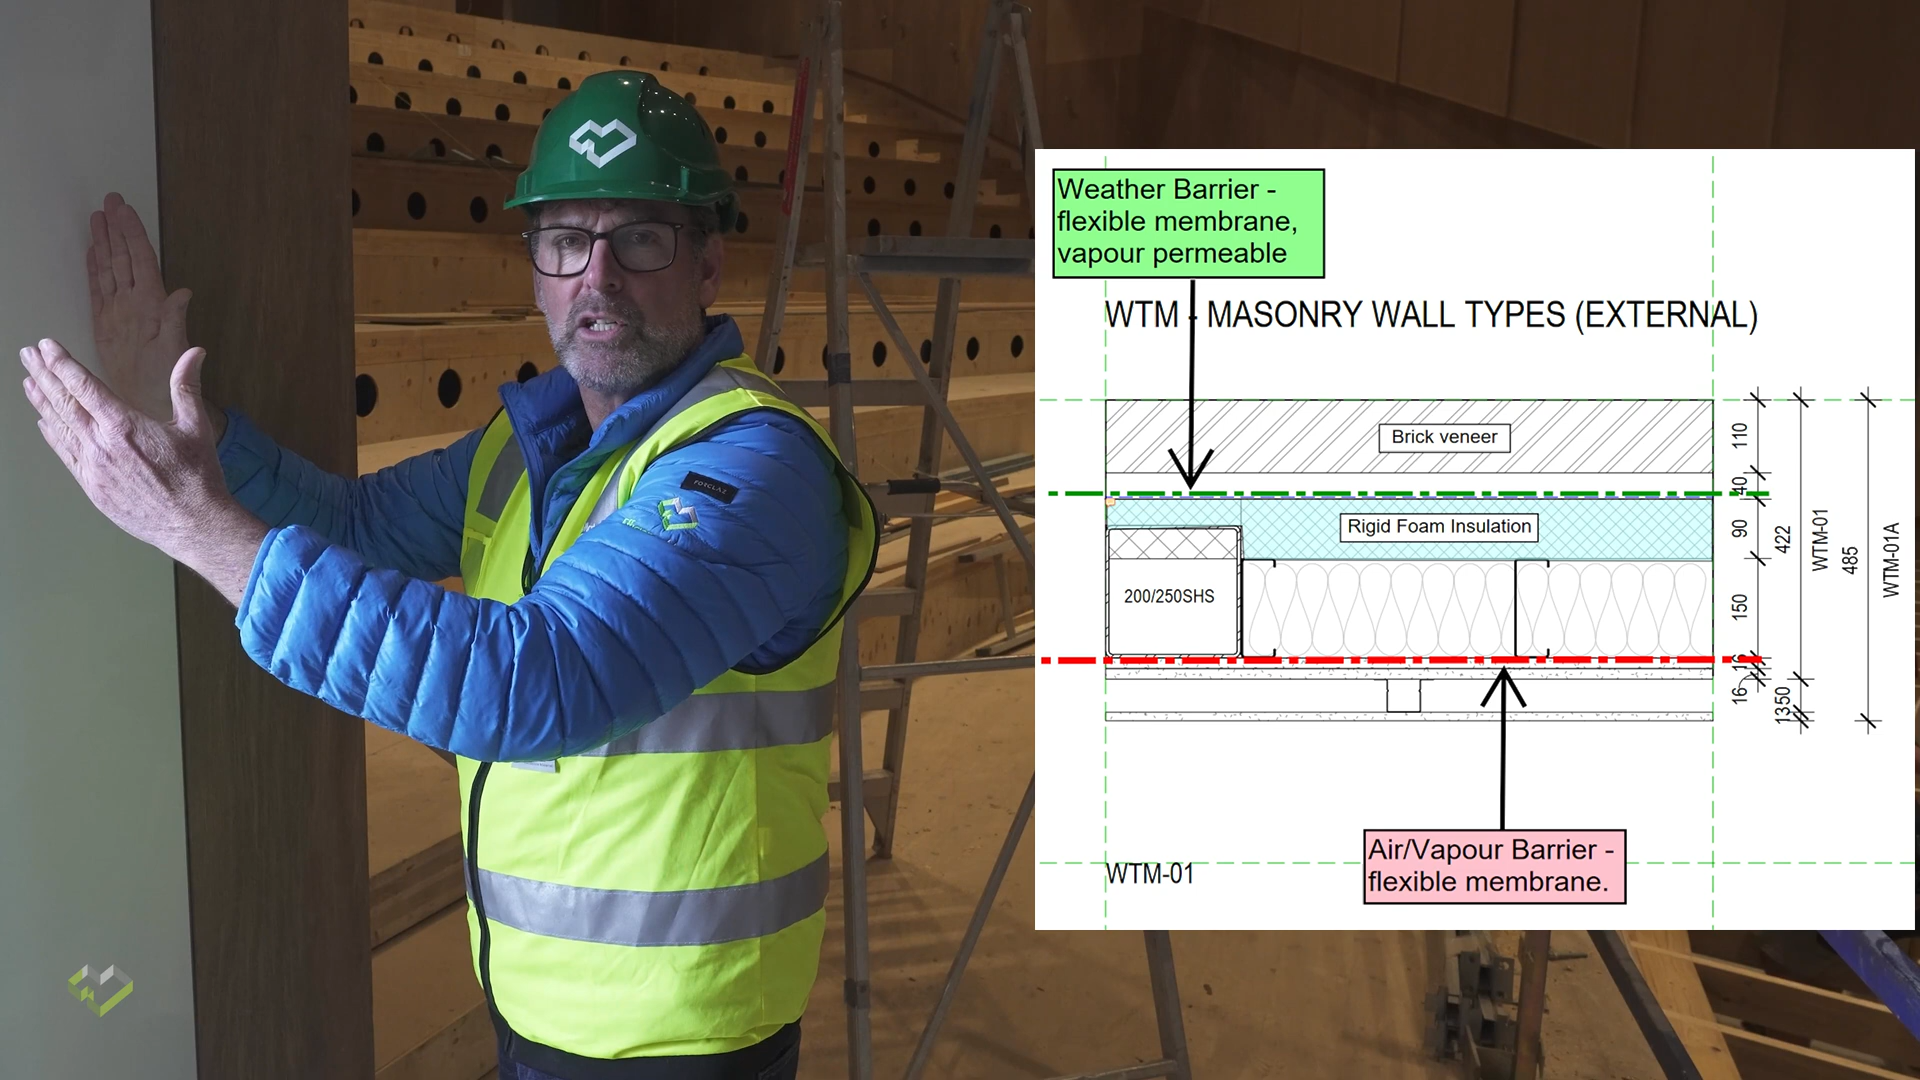 Weather Barrier -
flexible membrane,
vapour permeable
WTM - MASONRY WALL TYPES (EXTERNAL)
Brick veneer
Rigid Foam Insulation
200/250SHS
110
40
90
150
16
16
1350
422
WTM-01
485
WTM-01A
Air/Vapour Barrier -
flexible membrane.
WTM-01